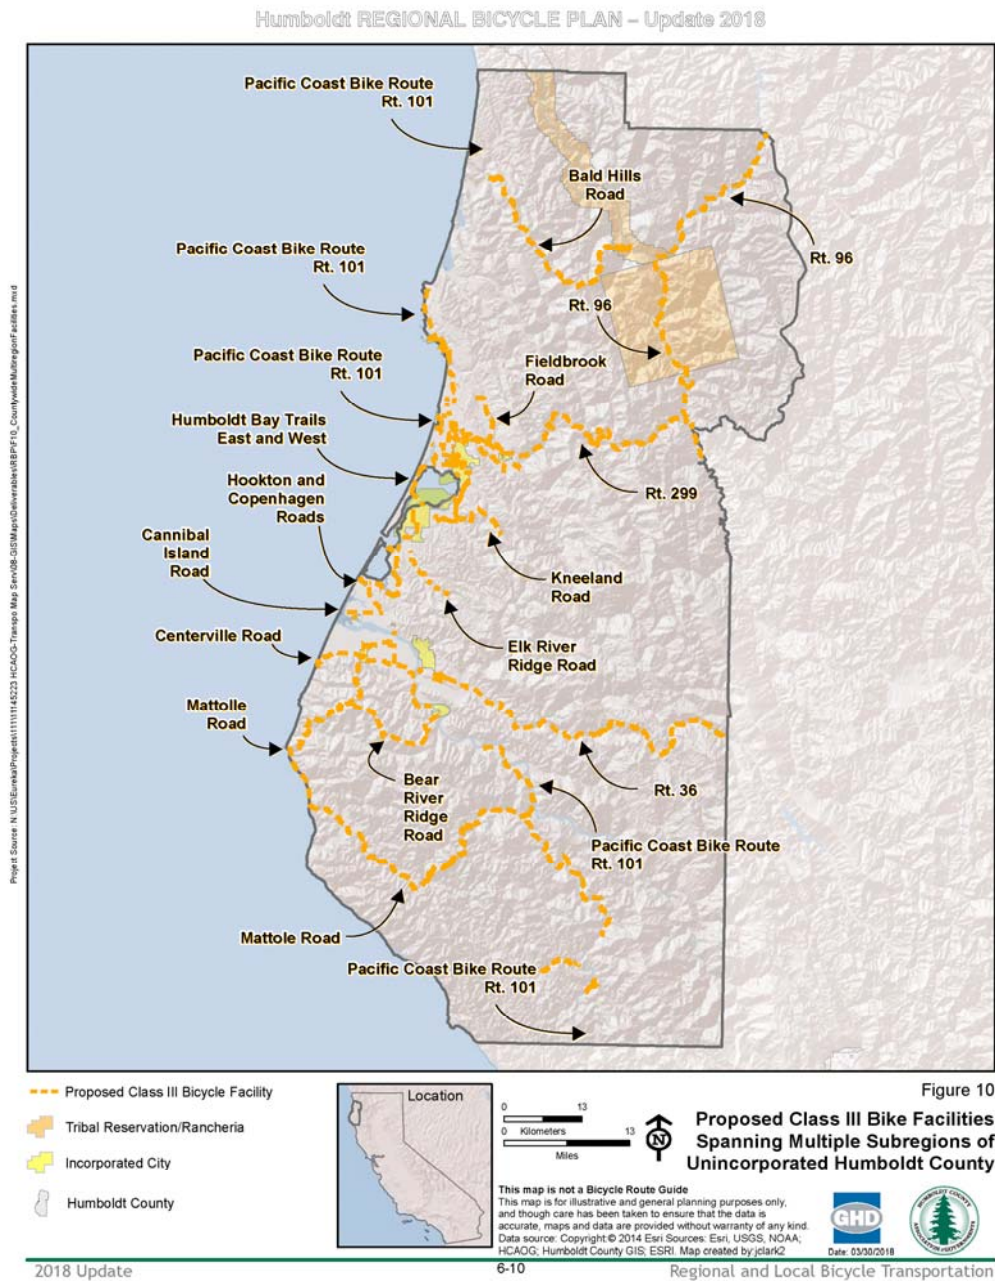 Humboldt REGIONAL BICYCLE PLAN – Update 2018
Pacific Coast Bike Route
Rt. 101
Bald Hills
Road
Rt. 96
Pacific Coast Bike Route
Rt. 101
Rt. 96
Pacific Coast Bike Route
Rt. 101
Fieldbrook
Road
Humboldt Bay Trails
East and West
Hookton and
Copenhagen
Roads
Rt. 299
Cannibal
Island
Road
Kneeland
Road
Centerville Road
Elk River
Ridge Road
Mattolle
Road
Bear
River
Ridge
Road
Rt. 36
Pacific Coast Bike Route
Rt. 101
Mattole Road
Pacific Coast Bike Route
Rt. 101
Proposed Class III Bicycle Facility
Tribal Reservation/Rancheria
Incorporated City
Humboldt County
Location
0 13
Kilometers
0 13
Miles
N
Figure 10
Proposed Class III Bike Facilities
Spanning Multiple Subregions of
Unincorporated Humboldt County
This map is not a Bicycle Route Guide
This map is for illustrative and general planning purposes only,
and though care has been taken to ensure that the data is
accurate, maps and data are provided without warranty of any kind.
Data source: Copyright © 2014 Esri Sources: Esri, USGS, NOAA;
HCAOG; Humboldt County GIS; ESRI. Map created by:jclark2
GHD
Date: 03/30/2018
HUMBOLDT COUNTY
ASSOCIATION of GOVERNMENTS
2018 Update
6-10
Regional and Local Bicycle Transportation